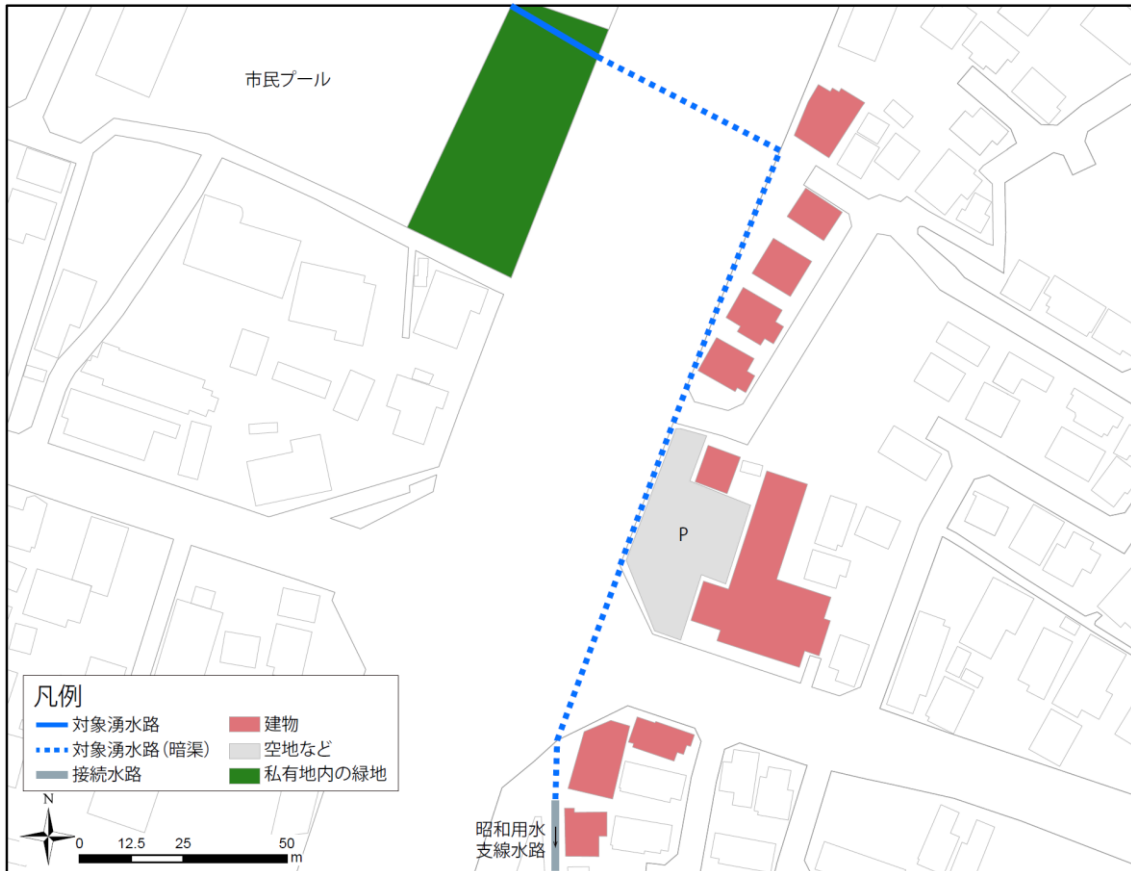 市民プール
P
凡例
対象湧水路
対象湧水路（暗渠）
接続水路
建物
空地など
私有地内の緑地
N
0 12.5 25 50
m
昭和用水
支線水路